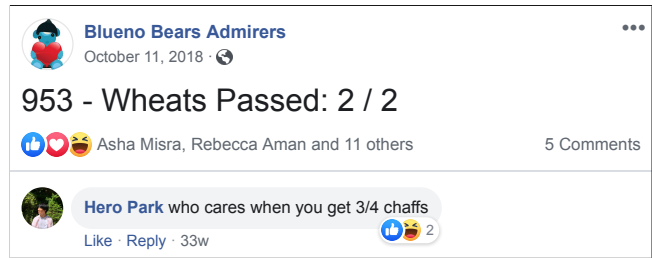 Blueno Bears Admirers
October 11, 2018 ·
953 - Wheats Passed: 2 / 2
Asha Misra, Rebecca Aman and 11 others 5 Comments
Hero Park who cares when you get 3/4 chaffs
2
Like · Reply · 33w